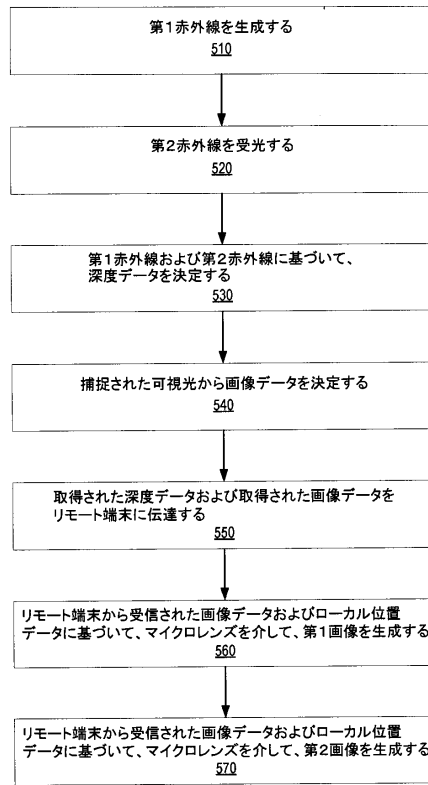 第1赤外線を生成する
510
第2赤外線を受光する
520
第1赤外線および第2赤外線に基づいて、
深度データを決定する
530
捕捉された可視光から画像データを決定する
540
取得された深度データおよび取得された画像データを
リモート端末に伝達する
550
リモート端末から受信された画像データおよびローカル位置
データに基づいて、マイクロレンズを介して、第1画像を生成する
560
リモート端末から受信された画像データおよびローカル位置
データに基づいて、マイクロレンズを介して、第2画像を生成する
570